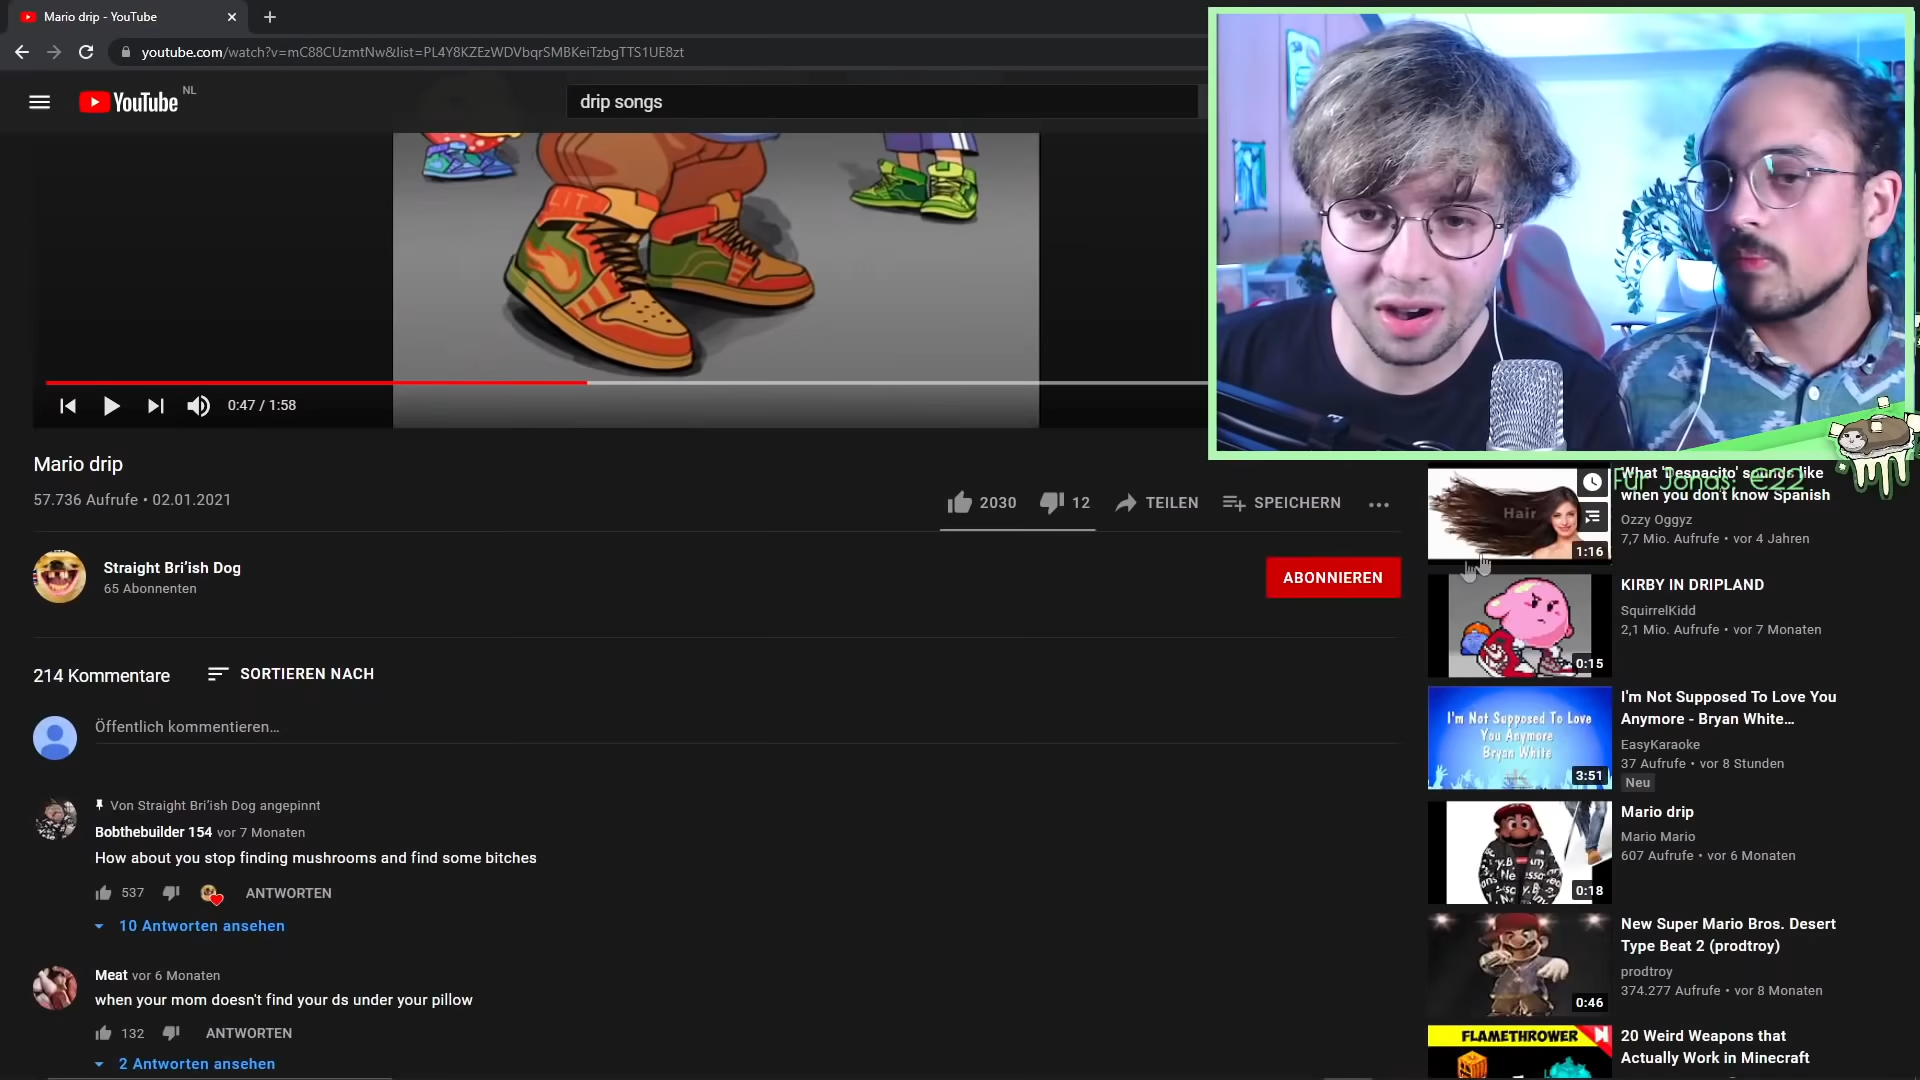 Mario drip - YouTube
youtube.com/watch?v=mC88CUzmtNw&list=PL4Y8KZEzWDVbqrSMBKeiTzbgTTS1UE8zt
YouTube NL
drip songs
LIT
0:47 / 1:58
Mario drip
57.736 Aufrufe • 02.01.2021
2030
12
TEILEN
SPEICHERN
Straight Bri'ish Dog
65 Abonnenten
ABONNIEREN
214 Kommentare
SORTIEREN NACH
Öffentlich kommentieren...
Von Straight Bri'ish Dog angepinnt
Bobthebuilder 154 vor 7 Monaten
How about you stop finding mushrooms and find some bitches
537
ANTWORTEN
10 Antworten ansehen
Meat vor 6 Monaten
when your mom doesn't find your ds under your pillow
132
ANTWORTEN
2 Antworten ansehen
Für Jonas: €22
Hair
1:16
What 'Despacito' sounds like
when you don't know Spanish
Ozzy Oggyz
7,7 Mio. Aufrufe • vor 4 Jahren
0:15
KIRBY IN DRIPLAND
SquirrelKidd
2,1 Mio. Aufrufe • vor 7 Monaten
I'm Not Supposed To Love
You Anymore
Bryan White
3:51
I'm Not Supposed To Love You
Anymore - Bryan White...
EasyKaraoke
37 Aufrufe • vor 8 Stunden
Neu
0:18
Mario drip
Mario Mario
607 Aufrufe • vor 6 Monaten
0:46
New Super Mario Bros. Desert
Type Beat 2 (prodtroy)
prodtroy
374.277 Aufrufe • vor 8 Monaten
FLAMETHROWER
20 Weird Weapons that
Actually Work in Minecraft